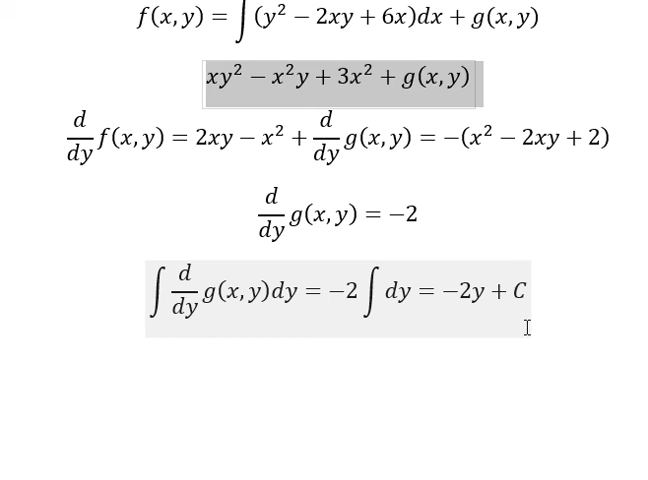 f(x, y) = ∫ (y² − 2xy + 6x)dx + g(x, y)
xy² − x²y + 3x² + g(x, y)
d/dy f(x, y) = 2xy − x² + d/dy g(x, y) = −(x² − 2xy + 2)
d/dy g(x, y) = −2
∫ d/dy g(x, y)dy = −2 ∫ dy = −2y + C